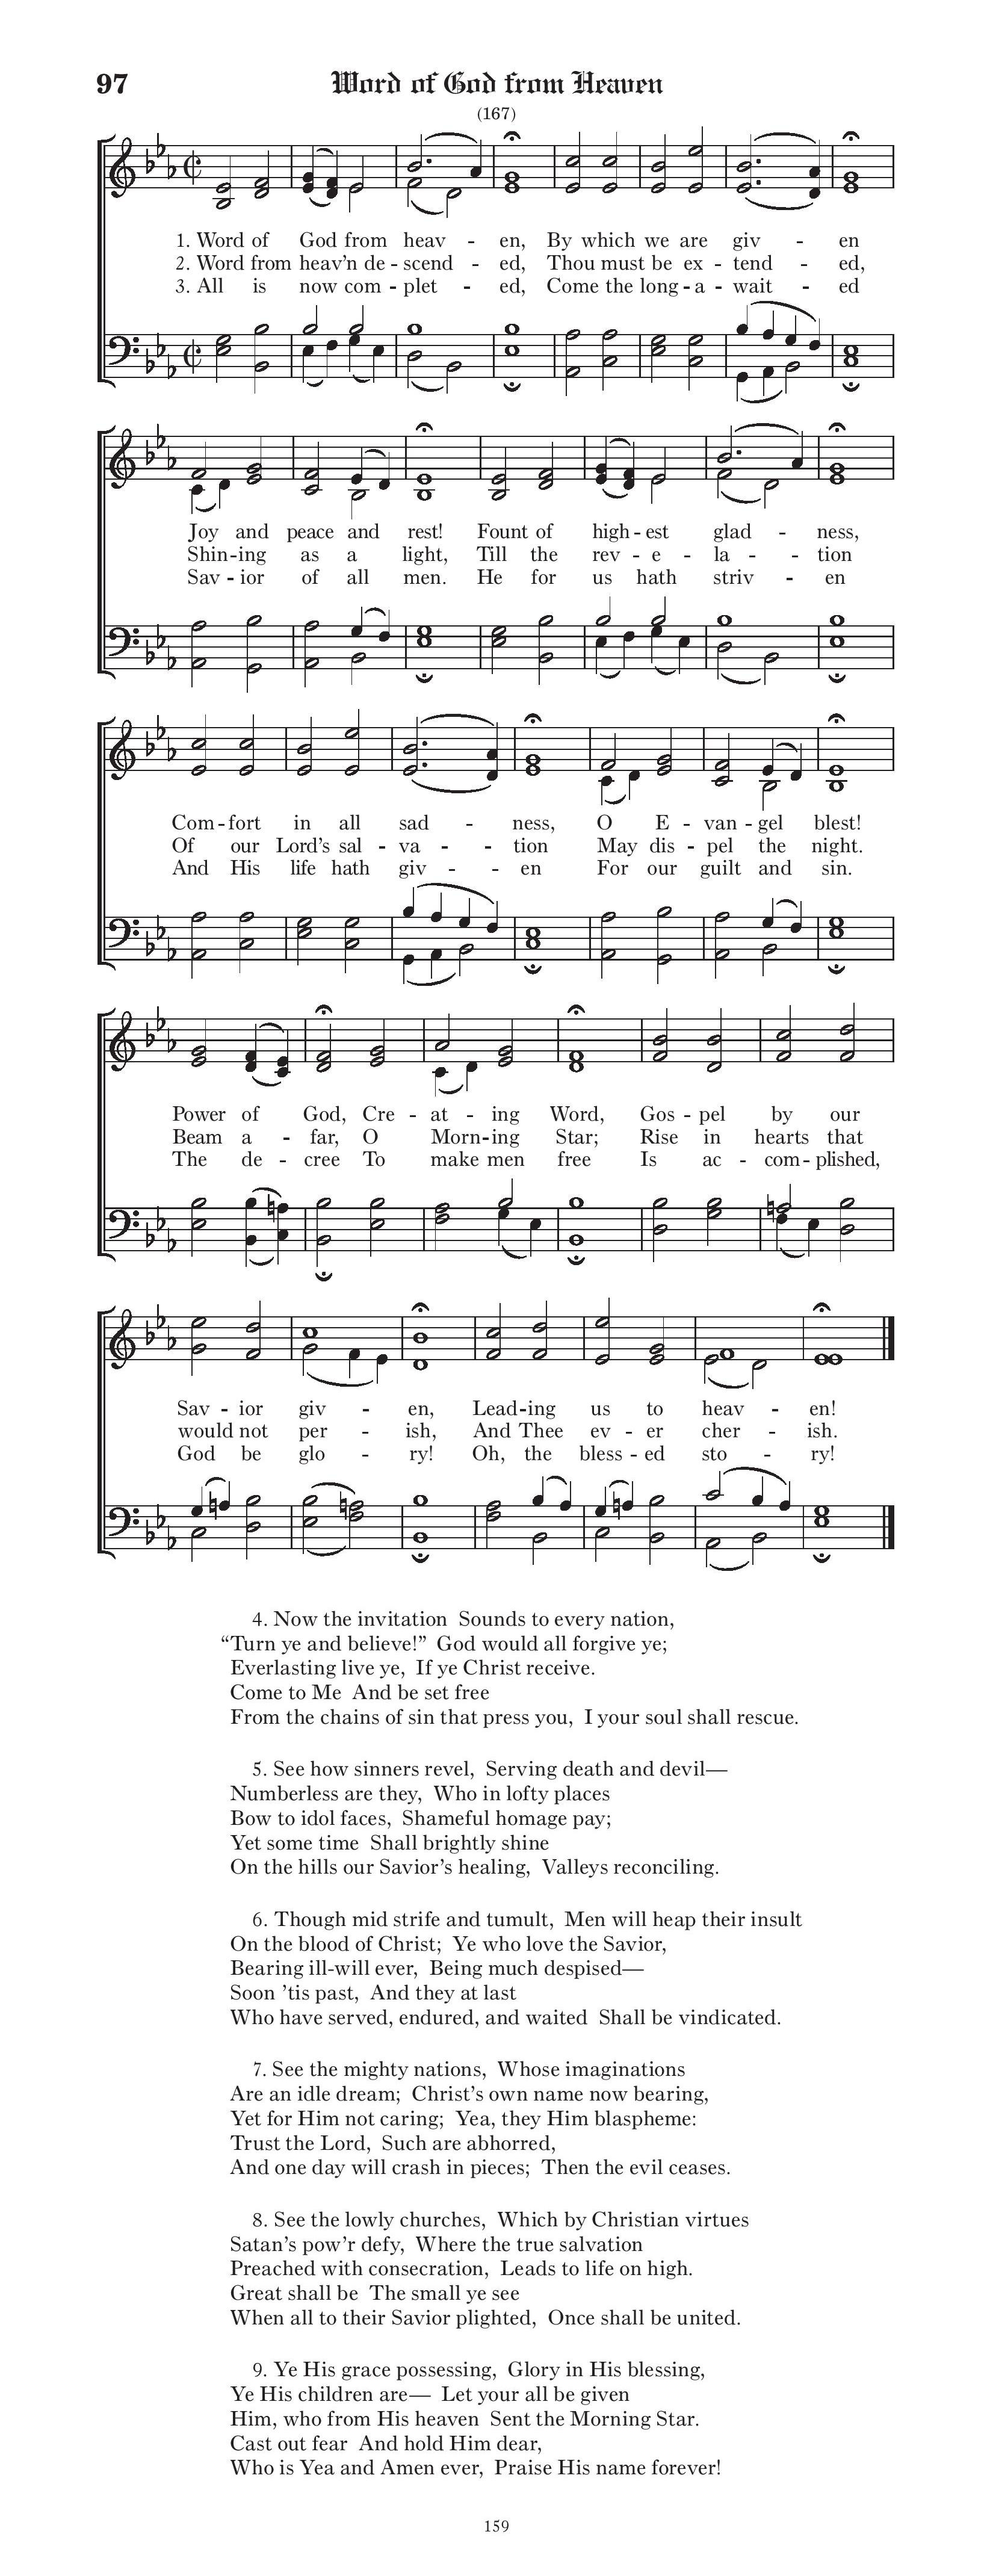 97 Word of God from Heaven
(167)
1. Word of God from heav - en, By which we are giv - en
2. Word from heav’n de - scend - ed, Thou must be ex - tend - ed,
3. All is now com - plet - ed, Come the long - a - wait - ed
Joy and peace and rest! Fount of high - est glad - ness,
Shin - ing as a light, Till the rev - e - la - tion
Sav - ior of all men. He for us hath striv - en
Com - fort in all sad - ness, O E - van - gel blest!
Of our Lord’s sal - va - tion May dis - pel the night.
And His life hath giv - en For our guilt and sin.
Power of God, Cre - at - ing Word, Gos - pel by our
Beam a - far, O Morn - ing Star; Rise in hearts that
The de - cree To make men free Is ac - com - plished,
Sav - ior giv - en, Lead - ing us to heav - en!
would not per - ish, And Thee ev - er cher - ish.
God be glo - ry! Oh, the bless - ed sto - ry!
4. Now the invitation Sounds to every nation,
“Turn ye and believe!” God would all forgive ye;
Everlasting live ye, If ye Christ receive.
Come to Me And be set free
From the chains of sin that press you, I your soul shall rescue.
5. See how sinners revel, Serving death and devil—
Numberless are they, Who in lofty places
Bow to idol faces, Shameful homage pay;
Yet some time Shall brightly shine
On the hills our Savior’s healing, Valleys reconciling.
6. Though mid strife and tumult, Men will heap their insult
On the blood of Christ; Ye who love the Savior,
Bearing ill-will ever, Being much despised—
Soon ’tis past, And they at last
Who have served, endured, and waited Shall be vindicated.
7. See the mighty nations, Whose imaginations
Are an idle dream; Christ’s own name now bearing,
Yet for Him not caring; Yea, they Him blaspheme:
Trust the Lord, Such are abhorred,
And one day will crash in pieces; Then the evil ceases.
8. See the lowly churches, Which by Christian virtues
Satan’s pow’r defy, Where the true salvation
Preached with consecration, Leads to life on high.
Great shall be The small ye see
When all to their Savior plighted, Once shall be united.
9. Ye His grace possessing, Glory in His blessing,
Ye His children are— Let your all be given
Him, who from His heaven Sent the Morning Star.
Cast out fear And hold Him dear,
Who is Yea and Amen ever, Praise His name forever!
159